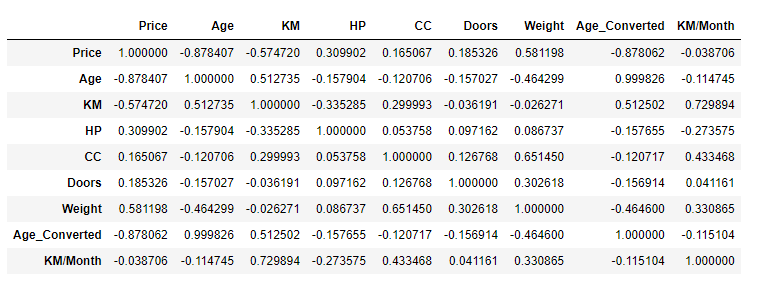 Price Age KM HP CC Doors Weight Age_Converted KM/Month
Price 1.000000 -0.878407 -0.574720 0.309902 0.165067 0.185326 0.581198 -0.878062 -0.038706
Age -0.878407 1.000000 0.512735 -0.157904 -0.120706 -0.157027 -0.464299 0.999826 -0.114745
KM -0.574720 0.512735 1.000000 -0.335285 0.299993 -0.036191 -0.026271 0.512502 0.729894
HP 0.309902 -0.157904 -0.335285 1.000000 0.053758 0.097162 0.086737 -0.157655 -0.273575
CC 0.165067 -0.120706 0.299993 0.053758 1.000000 0.126768 0.651450 -0.120717 0.433468
Doors 0.185326 -0.157027 -0.036191 0.097162 0.126768 1.000000 0.302618 -0.156914 0.041161
Weight 0.581198 -0.464299 -0.026271 0.086737 0.651450 0.302618 1.000000 -0.464600 0.330865
Age_Converted -0.878062 0.999826 0.512502 -0.157655 -0.120717 -0.156914 -0.464600 1.000000 -0.115104
KM/Month -0.038706 -0.114745 0.729894 -0.273575 0.433468 0.041161 0.330865 -0.115104 1.000000